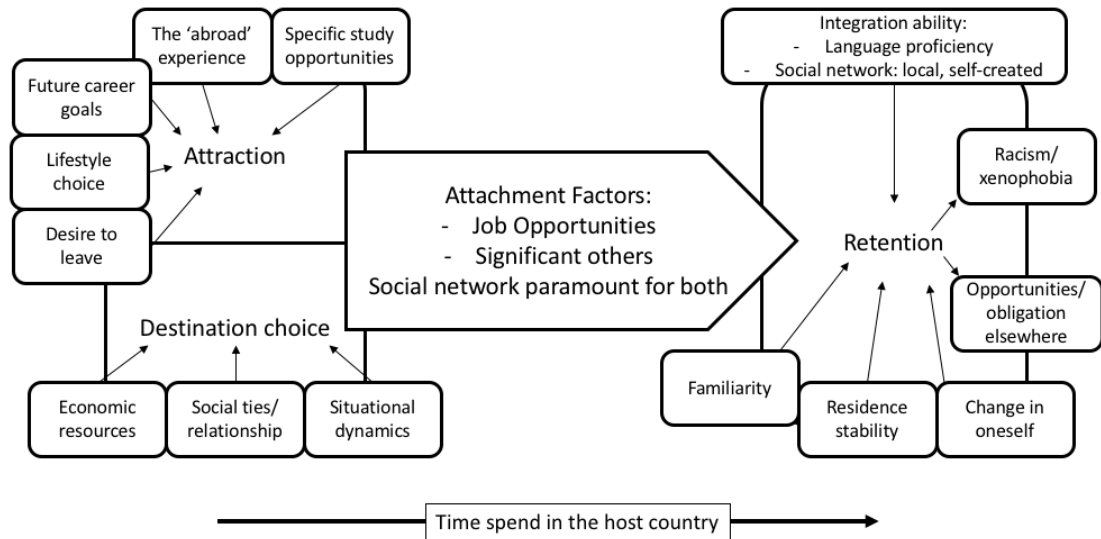 The ‘abroad’
experience
Specific study
opportunities
Future career
goals
Lifestyle
choice
Desire to
leave
Attraction
Destination choice
Economic
resources
Social ties/
relationship
Situational
dynamics
Attachment Factors:
- Job Opportunities
- Significant others
Social network paramount for both
Integration ability:
- Language proficiency
- Social network: local, self-created
Racism/
xenophobia
Retention
Opportunities/
obligation
elsewhere
Familiarity
Residence
stability
Change in
oneself
Time spend in the host country